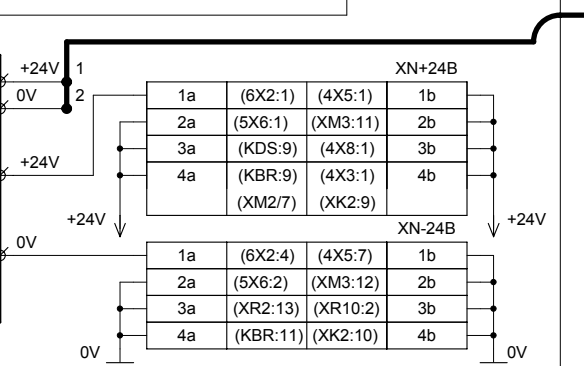 XN+24B
+24V 1
0V 2
1a (6X2:1) (4X5:1) 1b
2a (5X6:1) (XM3:11) 2b
3a (KDS:9) (4X8:1) 3b
+24V
4a (KBR:9) (4X3:1) 4b
(XM2/7) (XK2:9)
+24V +24V
XN-24B
0V
1a (6X2:4) (4X5:7) 1b
2a (5X6:2) (XM3:12) 2b
3a (XR2:13) (XR10:2) 3b
4a (KBR:11) (XK2:10) 4b
0V 0V